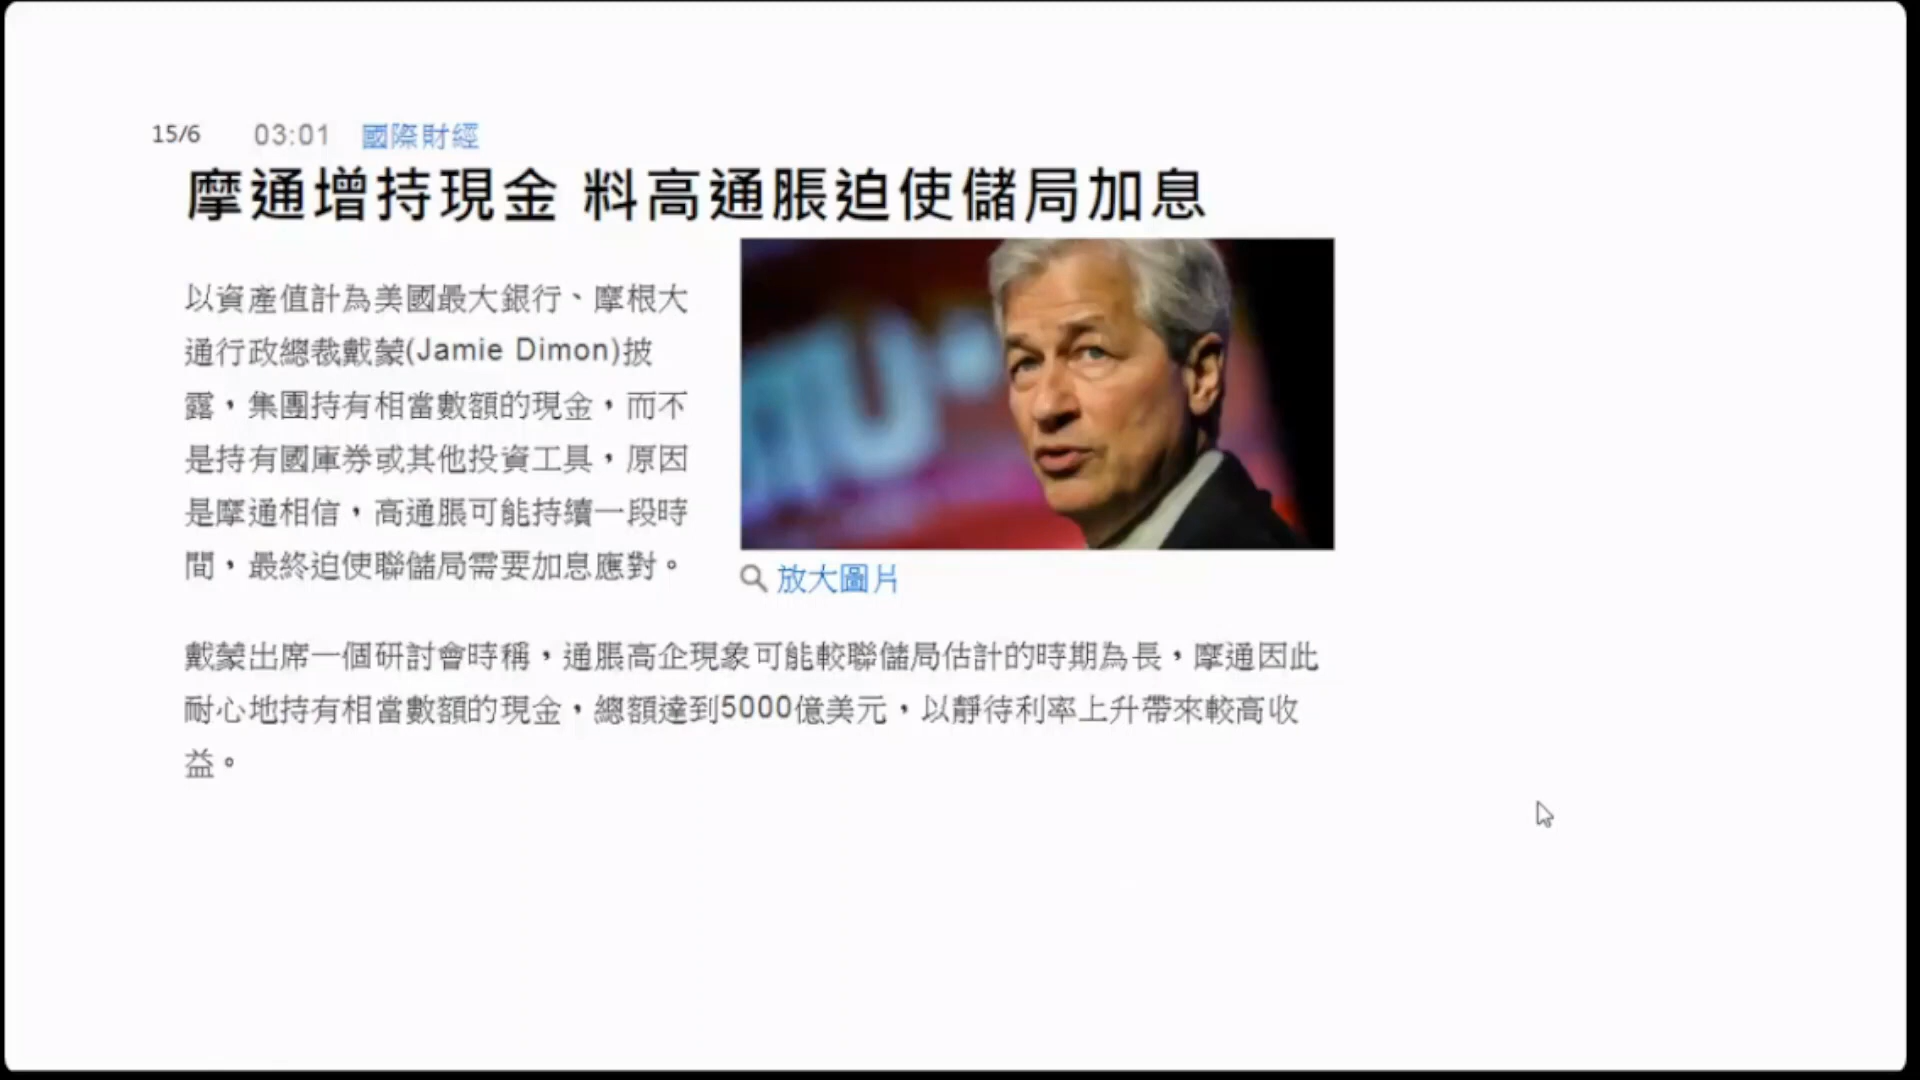 15/6 03:01 國際財經
摩通增持現金 料高通脹迫使儲局加息
以資產值計為美國最大銀行、摩根大
通行政總裁戴蒙(Jamie Dimon)披
露，集團持有相當數額的現金，而不
是持有國庫券或其他投資工具，原因
是摩通相信，高通脹可能持續一段時
間，最終迫使聯儲局需要加息應對。
放大圖片
戴蒙出席一個研討會時稱，通脹高企現象可能較聯儲局估計的時期為長，摩通因此
耐心地持有相當數額的現金，總額達到5000億美元，以靜待利率上升帶來較高收
益。